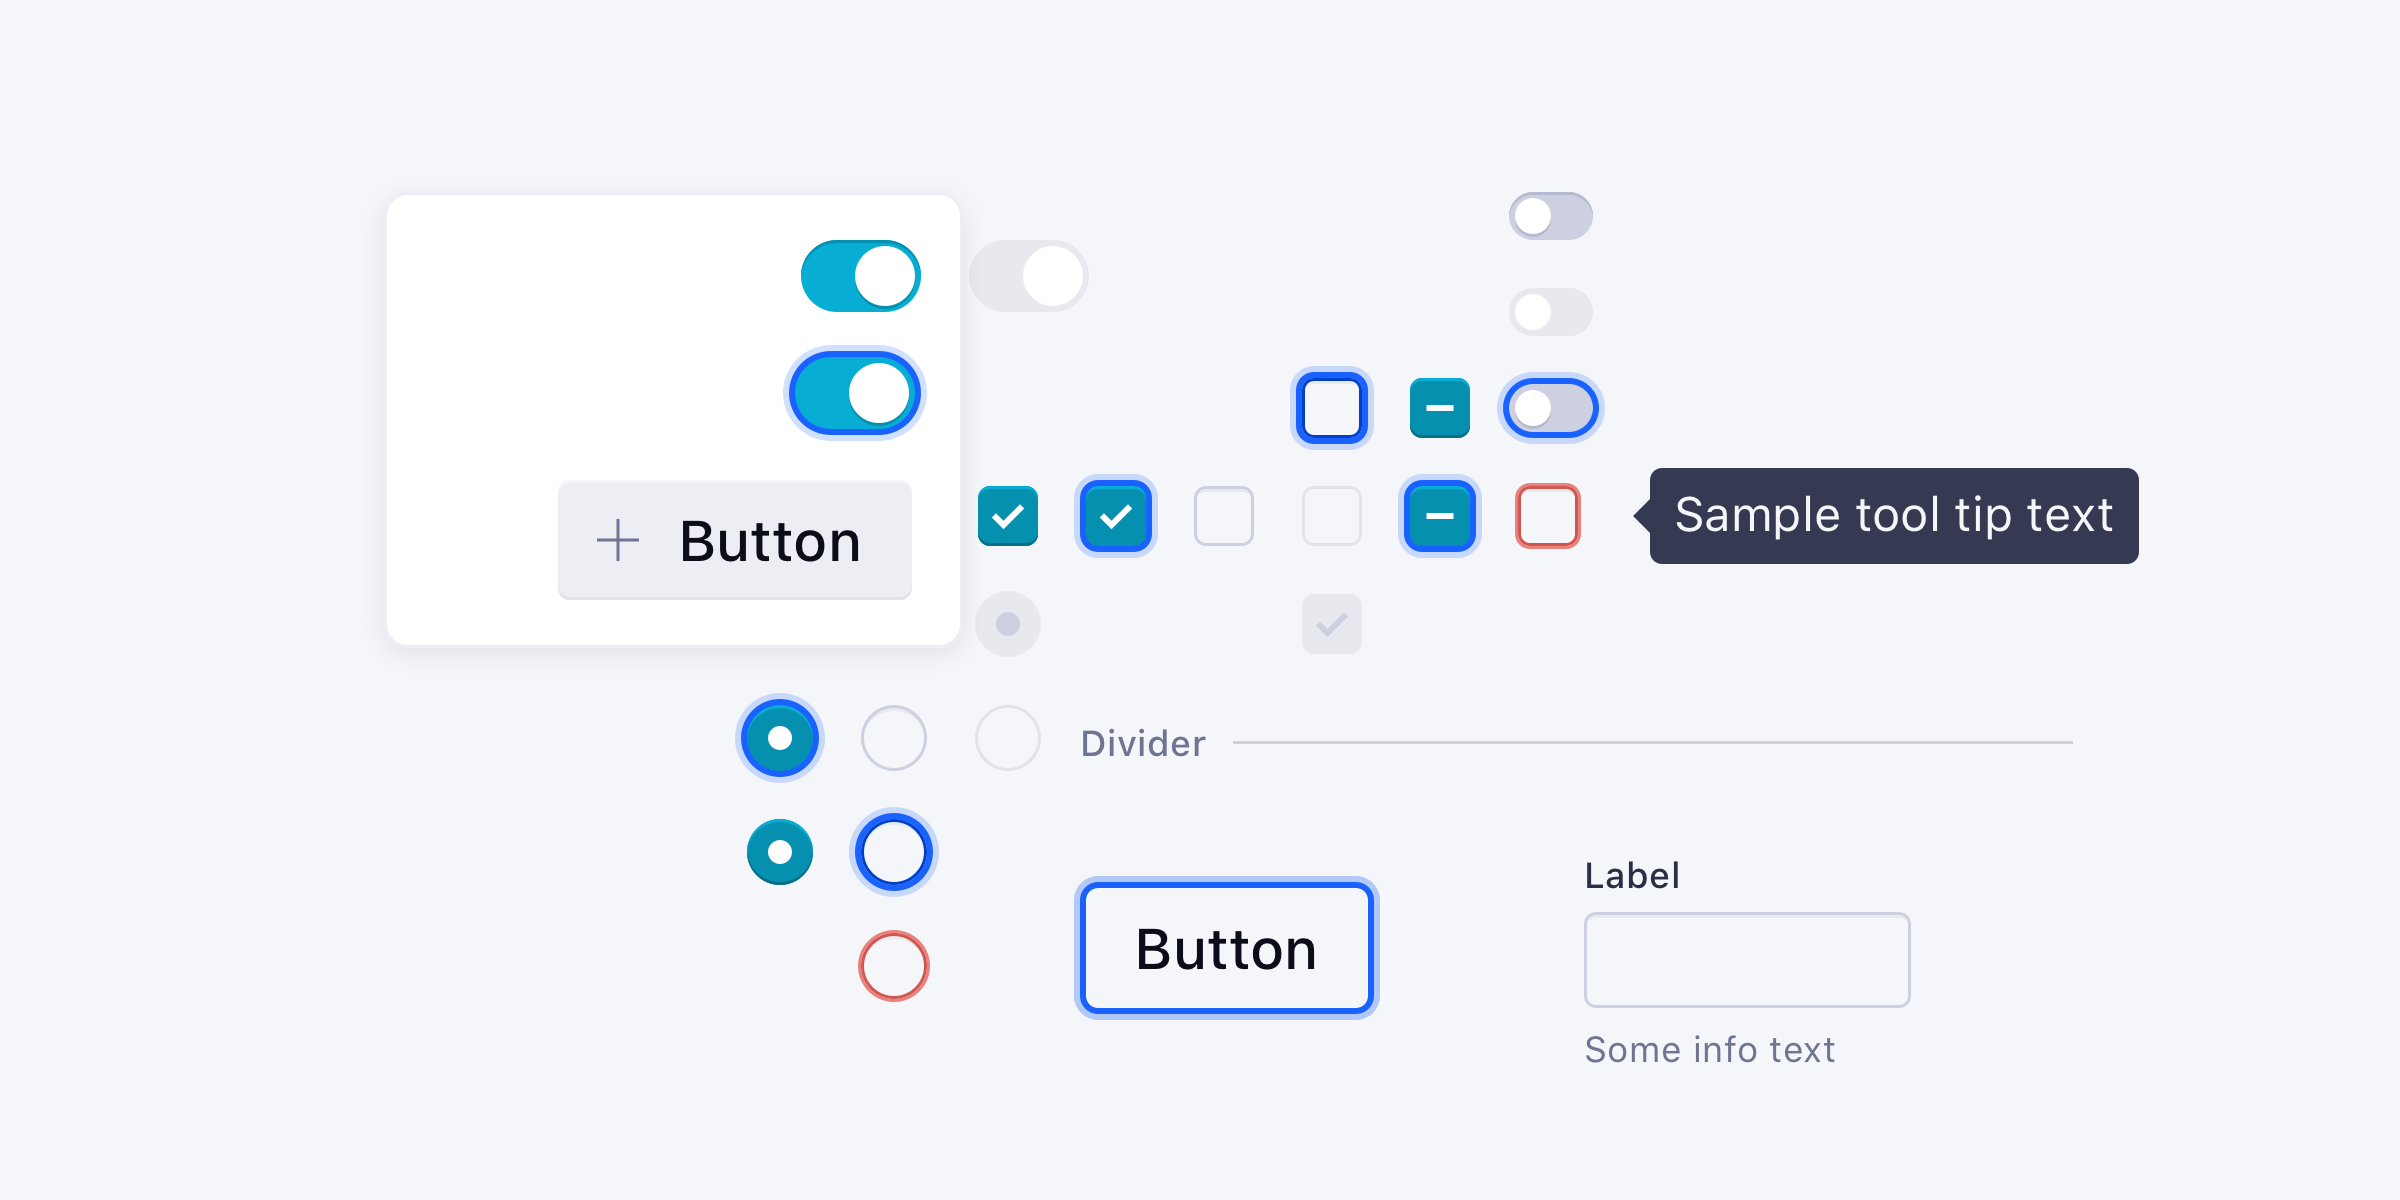 Sample tool tip text
Button
Divider
Label
Button
Some info text